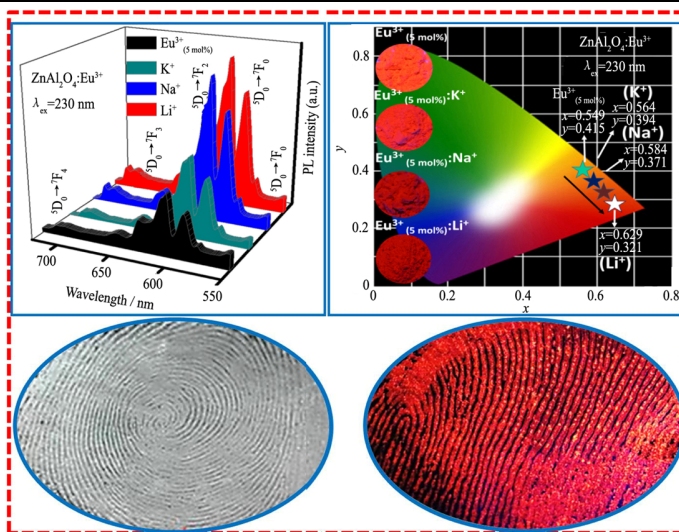 Eu³⁺(5 mol%)
K⁺
Na⁺
Li⁺
ZnAl₂O₄:Eu³⁺
λex=230 nm
⁵D₀→⁷F₄
⁵D₀→⁷F₃
⁵D₀→⁷F₂
⁵D₀→⁷F₀
⁵D₀→⁷F₀
PL intensity (a.u.)
700
650
600
550
Wavelength / nm
0.8
0.6
0.4
0.2
0
y
Eu³⁺(5 mol%)
Eu³⁺(5 mol%):K⁺
Eu³⁺(5 mol%):Na⁺
Eu³⁺(5 mol%):Li⁺
ZnAl₂O₄:Eu³⁺
λex=230 nm
Eu³⁺(5 mol%)
x=0.549
y=0.415
(K⁺)
x=0.564
y=0.394
(Na⁺)
x=0.584
y=0.371
x=0.629
y=0.321
(Li⁺)
0
0.2
0.4
0.6
0.8
x